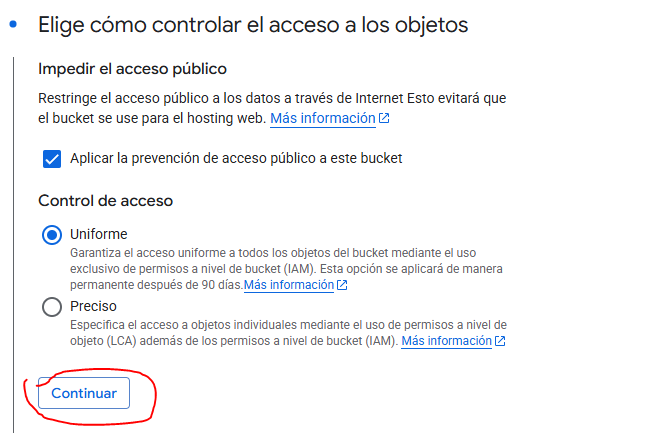 Elige cómo controlar el acceso a los objetos
Impedir el acceso público
Restringe el acceso público a los datos a través de Internet Esto evitará que
el bucket se use para el hosting web. Más información
Aplicar la prevención de acceso público a este bucket
Control de acceso
Uniforme
Garantiza el acceso uniforme a todos los objetos del bucket mediante el uso
exclusivo de permisos a nivel de bucket (IAM). Esta opción se aplicará de manera
permanente después de 90 días.Más información
Preciso
Especifica el acceso a objetos individuales mediante el uso de permisos a nivel de
objeto (LCA) además de los permisos a nivel de bucket (IAM). Más información
Continuar